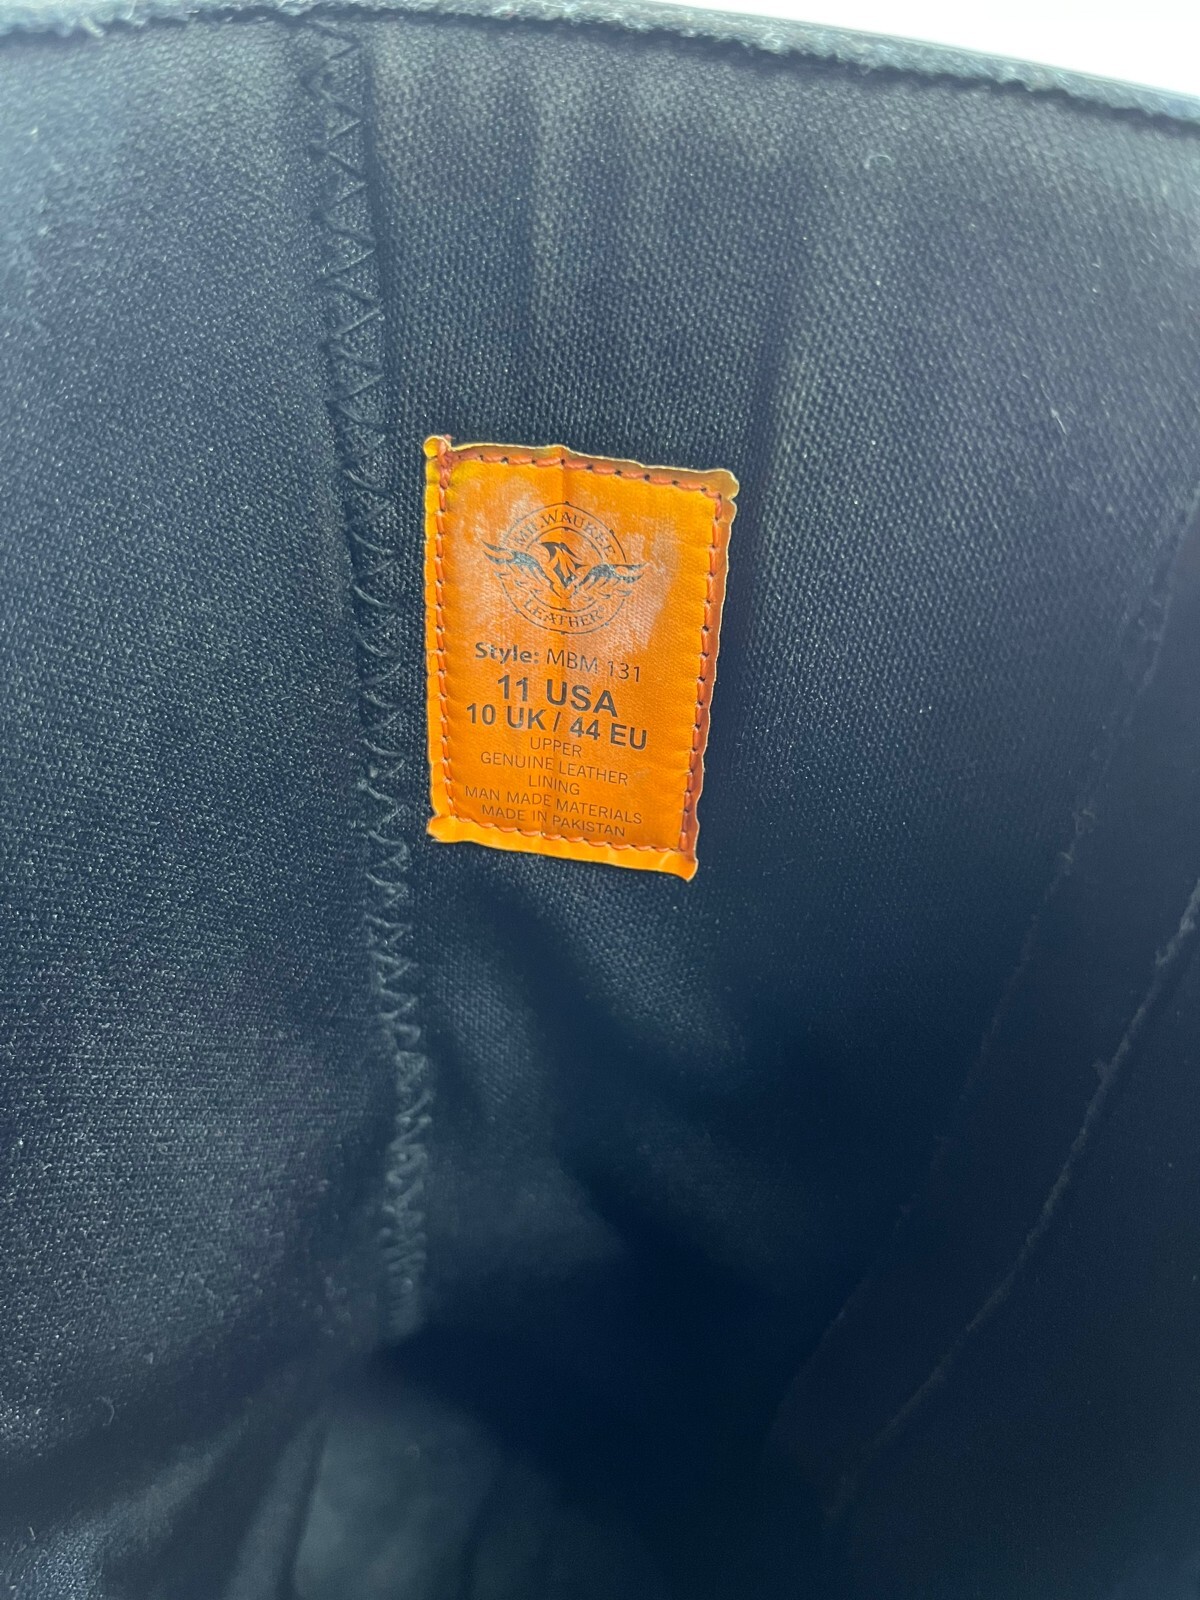 MILWAUKEE
LEATHER
Style: MBM 131
11 USA
10 UK / 44 EU
UPPER
GENUINE LEATHER
LINING
MAN MADE MATERIALS
MADE IN PAKISTAN